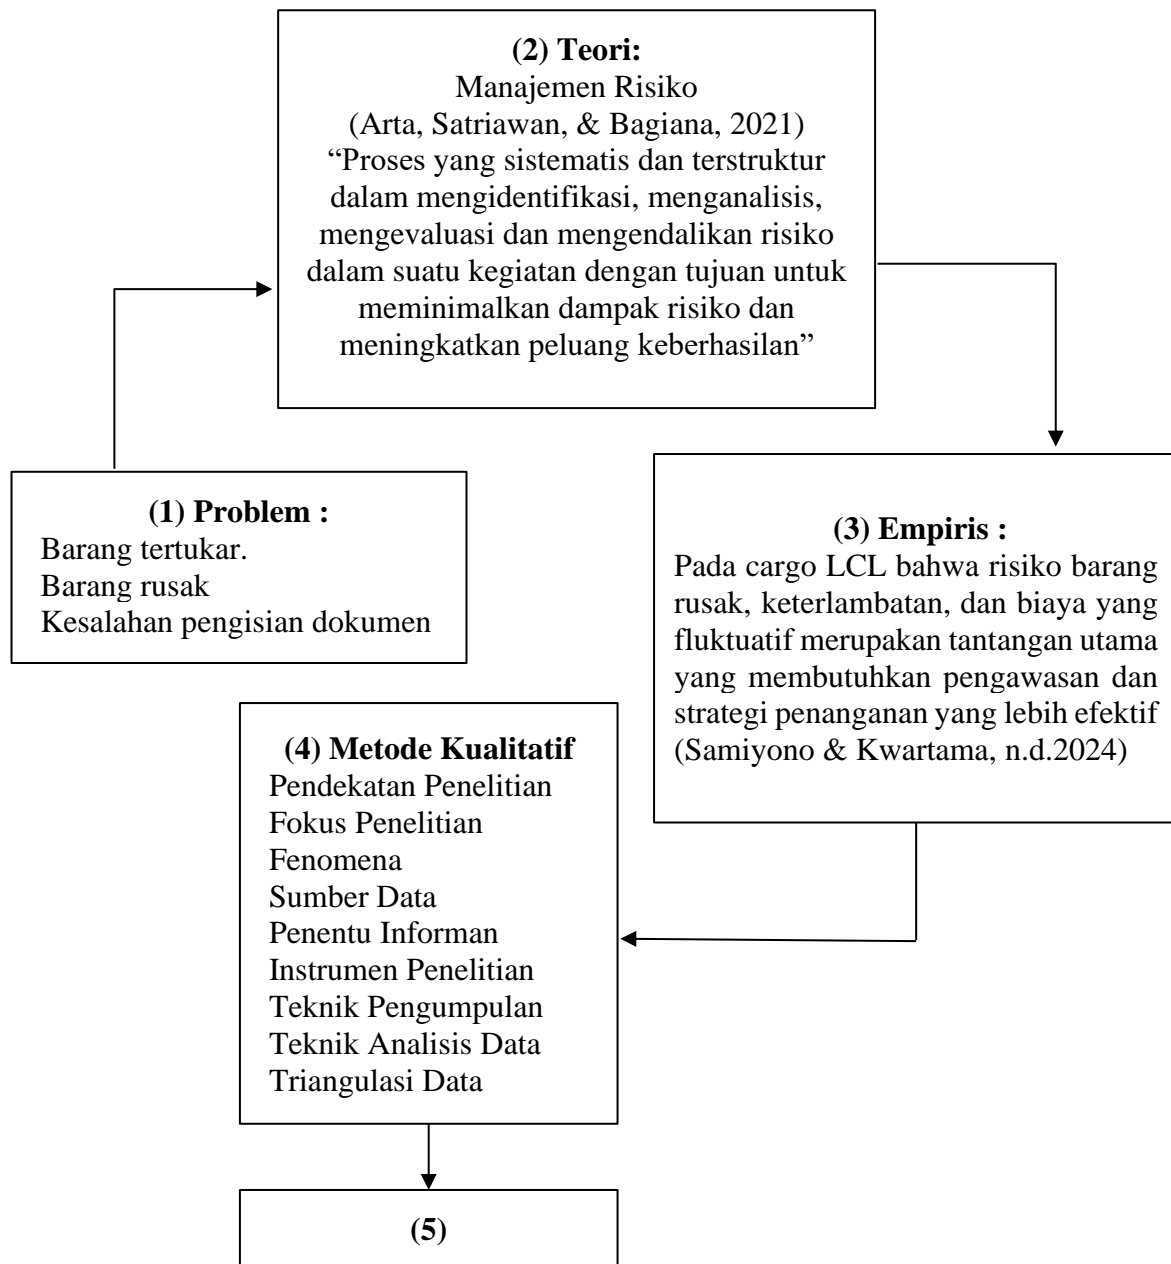 (2) Teori:
Manajemen Risiko
(Arta, Satriawan, & Bagiana, 2021)
“Proses yang sistematis dan terstruktur
dalam mengidentifikasi, menganalisis,
mengevaluasi dan mengendalikan risiko
dalam suatu kegiatan dengan tujuan untuk
meminimalkan dampak risiko dan
meningkatkan peluang keberhasilan”
(1) Problem :
Barang tertukar.
Barang rusak
Kesalahan pengisian dokumen
(3) Empiris :
Pada cargo LCL bahwa risiko barang
rusak, keterlambatan, dan biaya yang
fluktuatif merupakan tantangan utama
yang membutuhkan pengawasan dan
strategi penanganan yang lebih efektif
(Samiyono & Kwartama, n.d.2024)
(4) Metode Kualitatif
Pendekatan Penelitian
Fokus Penelitian
Fenomena
Sumber Data
Penentu Informan
Instrumen Penelitian
Teknik Pengumpulan
Teknik Analisis Data
Triangulasi Data
(5)